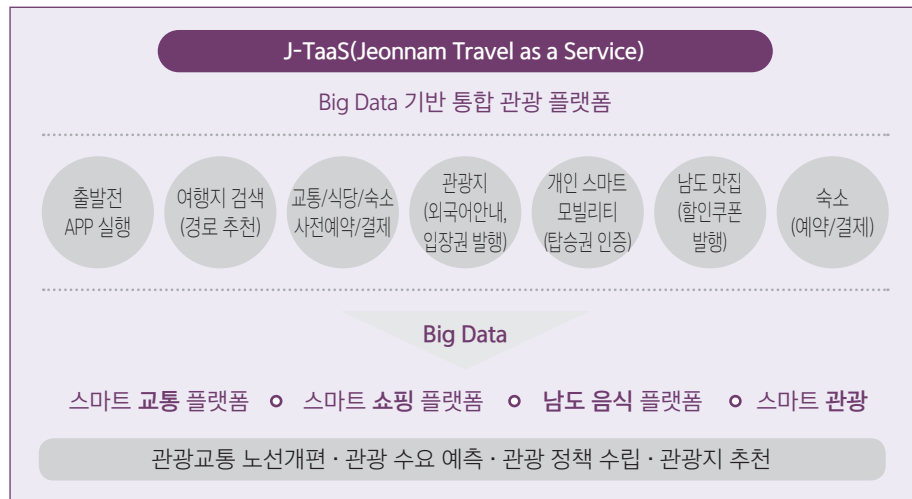 J-TaaS(Jeonnam Travel as a Service)
Big Data 기반 통합 관광 플랫폼
출발전
APP 실행
여행지 검색
(경로 추천)
교통/식당/숙소
사전예약/결제
관광지
(외국어안내,
입장권 발행)
개인 스마트
모빌리티
(탑승권 인증)
남도 맛집
(할인쿠폰
발행)
숙소
(예약/결제)
Big Data
스마트 교통 플랫폼 스마트 쇼핑 플랫폼 남도 음식 플랫폼 스마트 관광
관광교통 노선개편 · 관광 수요 예측 · 관광 정책 수립 · 관광지 추천